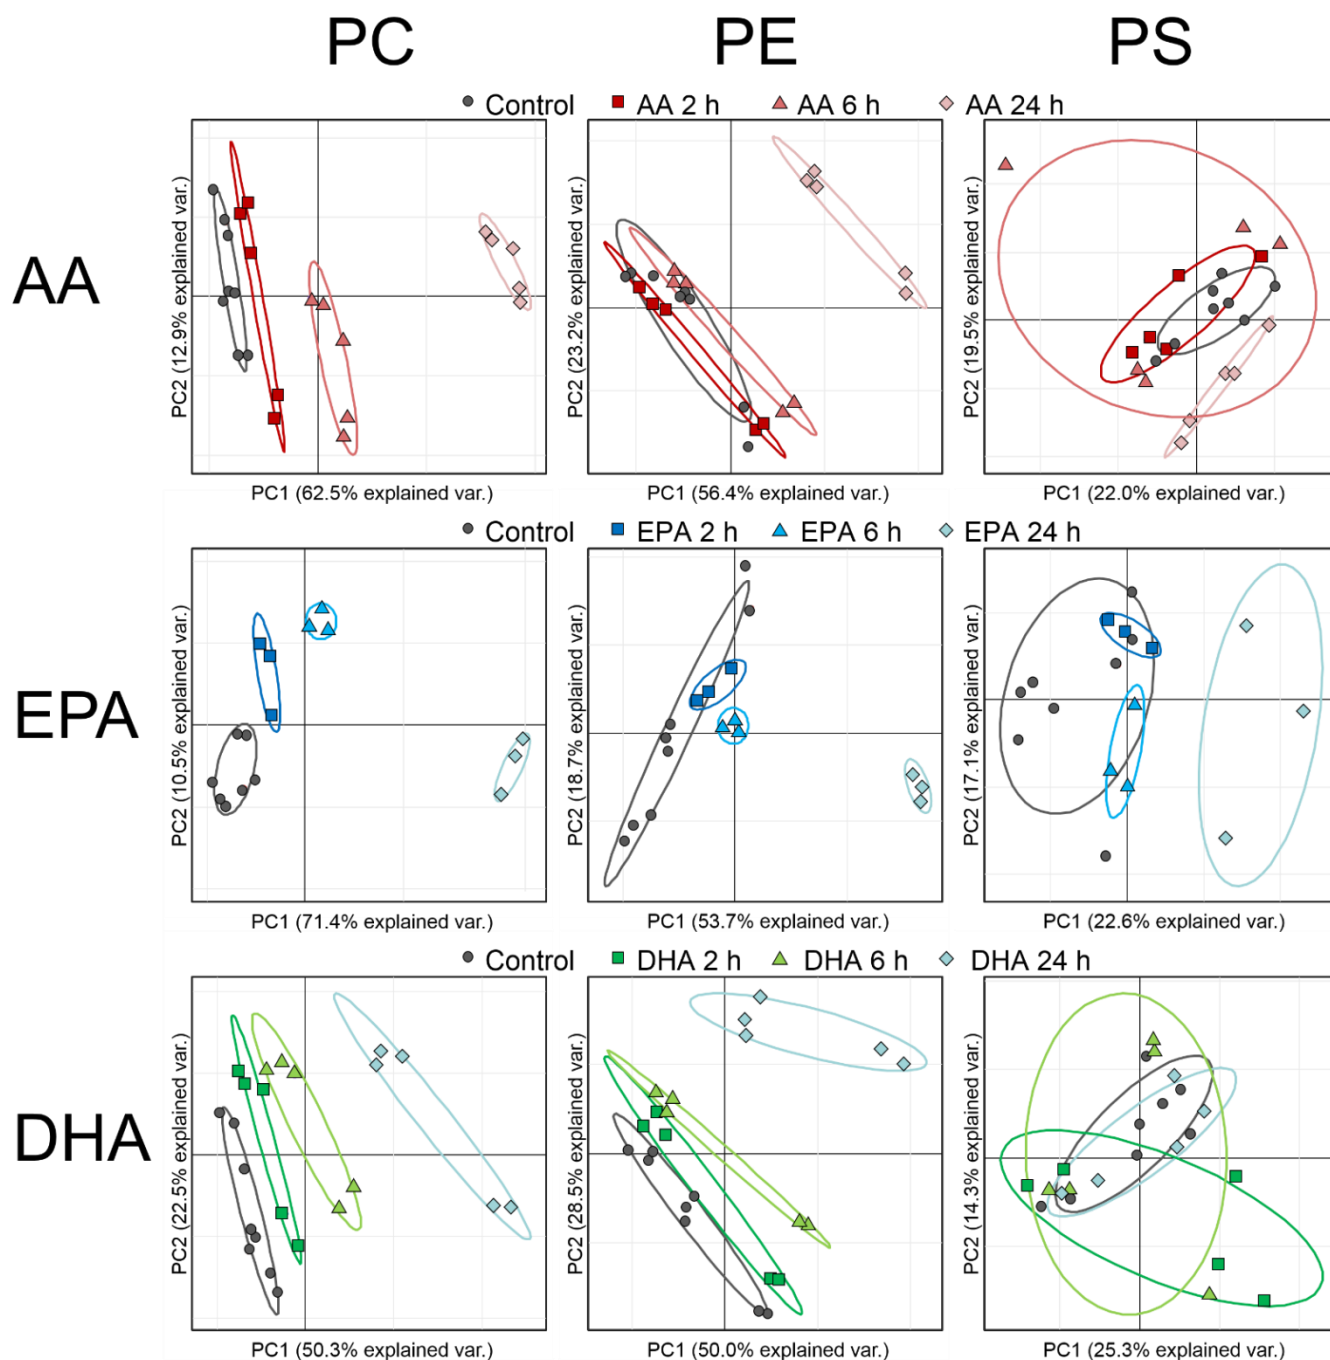 PC PE PS
Control AA 2 h AA 6 h AA 24 h
AA
PC2 (12.9% explained var.)
PC1 (62.5% explained var.)
PC2 (23.2% explained var.)
PC1 (56.4% explained var.)
PC2 (19.5% explained var.)
PC1 (22.0% explained var.)
Control EPA 2 h EPA 6 h EPA 24 h
EPA
PC2 (10.5% explained var.)
PC1 (71.4% explained var.)
PC2 (18.7% explained var.)
PC1 (53.7% explained var.)
PC2 (17.1% explained var.)
PC1 (22.6% explained var.)
Control DHA 2 h DHA 6 h DHA 24 h
DHA
PC2 (22.5% explained var.)
PC1 (50.3% explained var.)
PC2 (28.5% explained var.)
PC1 (50.0% explained var.)
PC2 (14.3% explained var.)
PC1 (25.3% explained var.)